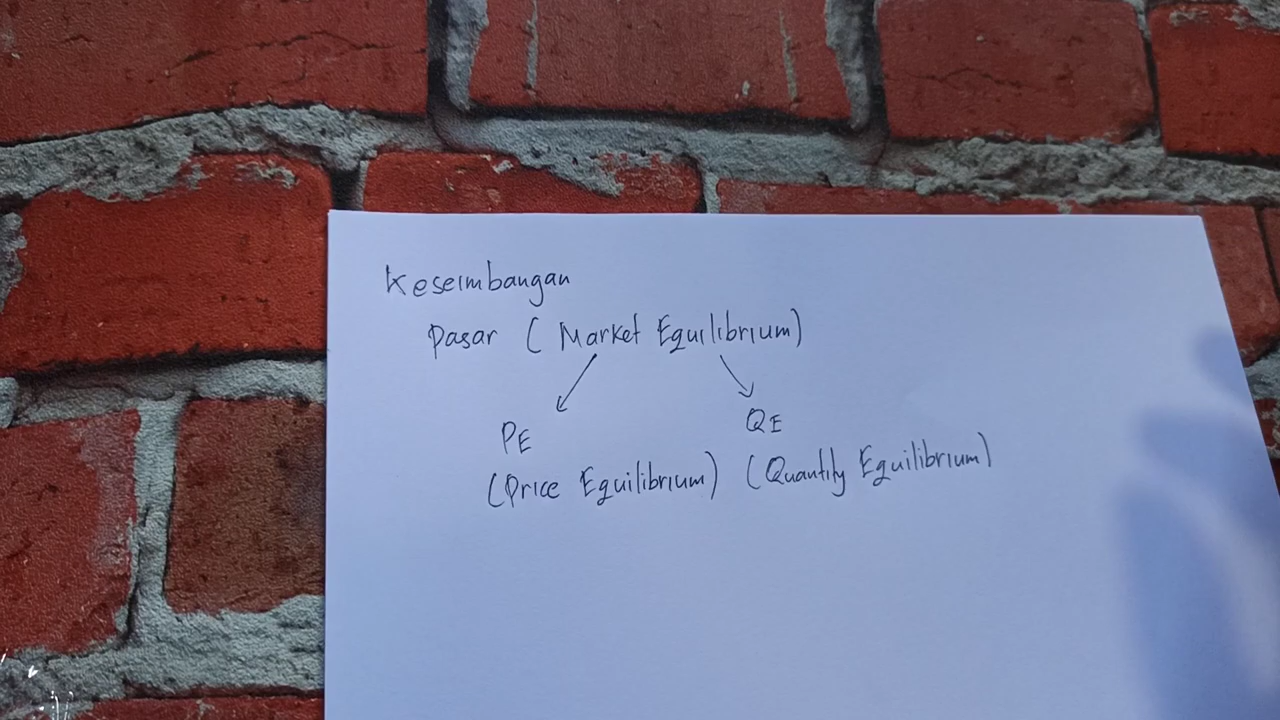 Keseimbangan
Pasar (Market Equilibrium)
PE
QE
(Price Equilibrium)
(Quantity Equilibrium)